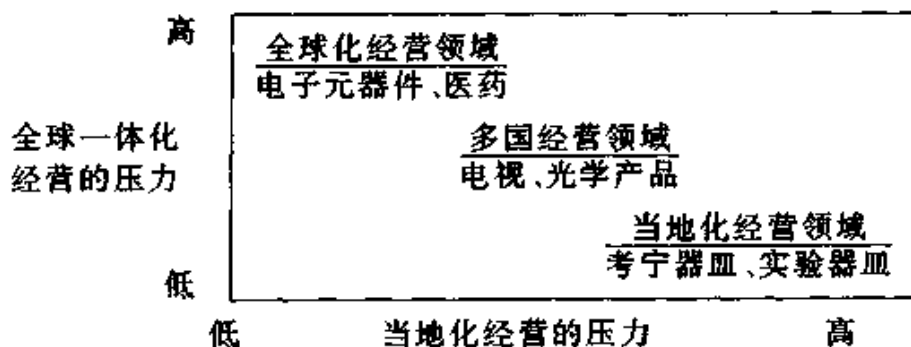 高
全球化经营领域
电子元器件、医药
全球一体化
经营的压力
多国经营领域
电视、光学产品
当地化经营领域
考宁器皿、实验器皿
低
低 当地化经营的压力 高